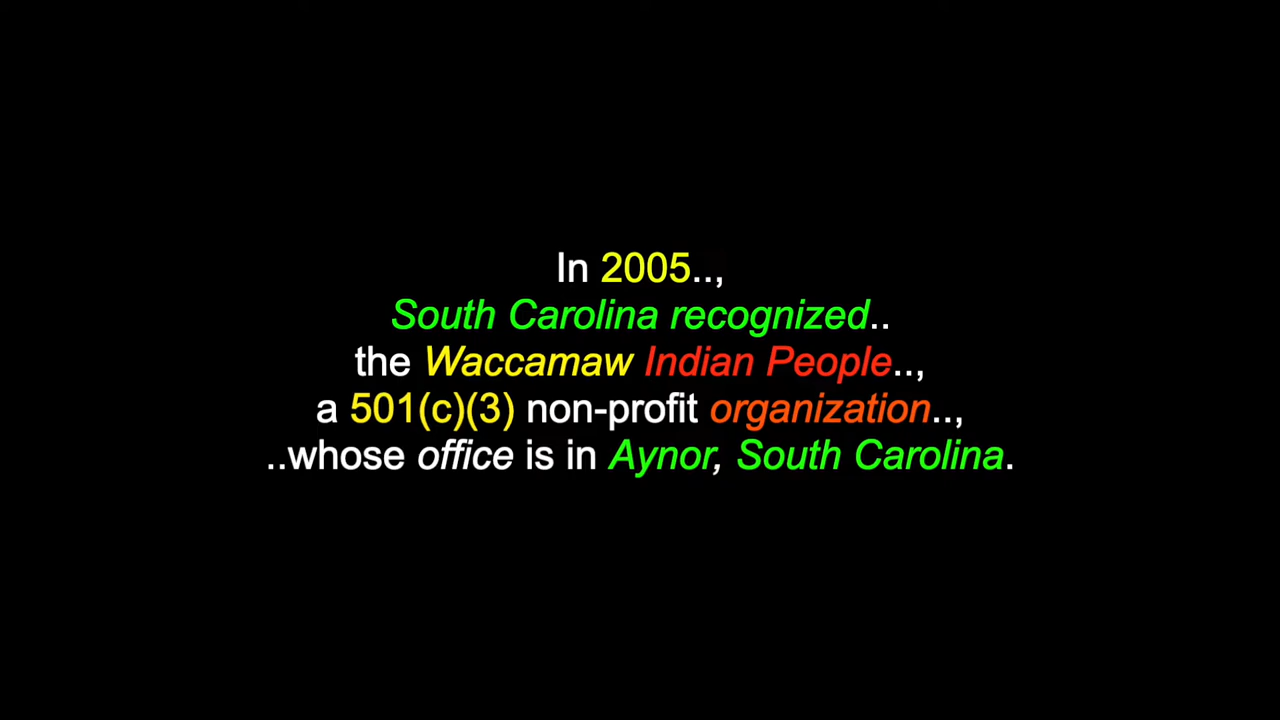 In 2005..,
South Carolina recognized..
the Waccamaw Indian People..,
a 501(c)(3) non-profit organization..,
..whose office is in Aynor, South Carolina.